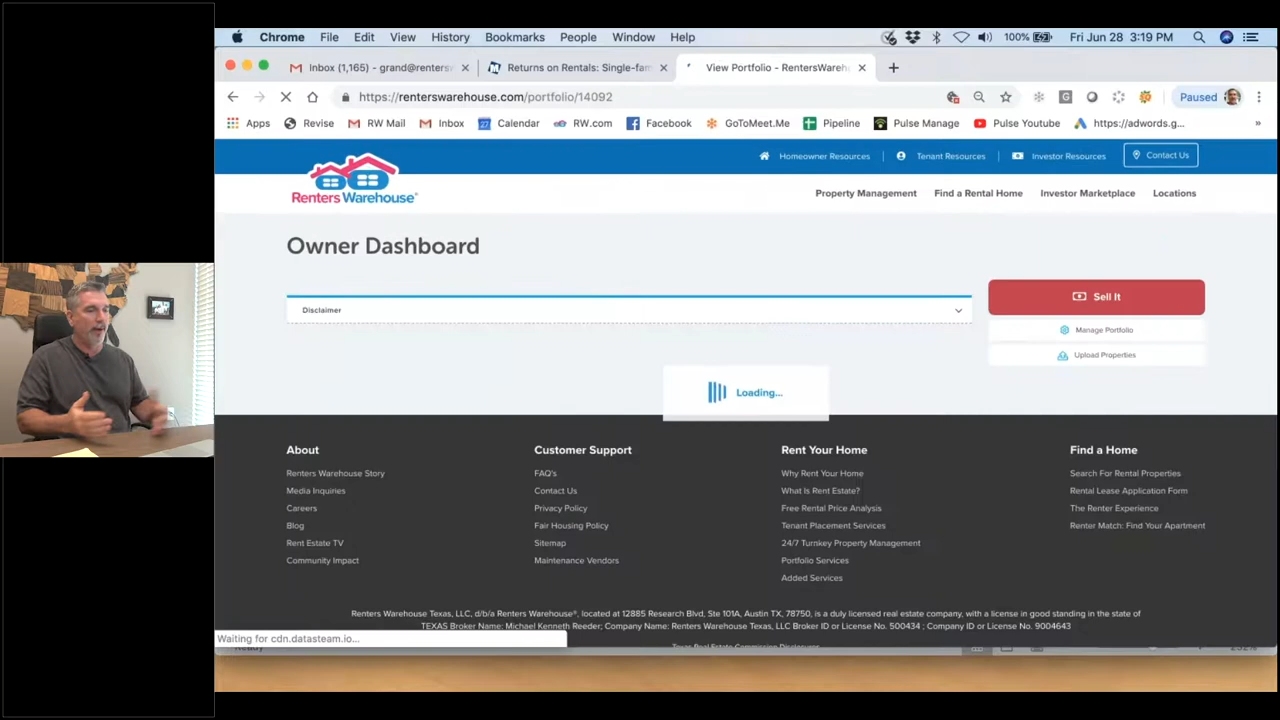 Chrome File Edit View History Bookmarks People Window Help 100% Fri Jun 28 3:19 PM
Inbox (1,165) - grand@renters Returns on Rentals: Single-fam View Portfolio - RentersWareh
https://renterswarehouse.com/portfolio/14092 Paused
Apps Revise RW Mail Inbox Calendar RW.com Facebook GoToMeet.Me Pipeline Pulse Manage Pulse Youtube https://adwords.g... »
Homeowner Resources Tenant Resources Investor Resources Contact Us
Renters Warehouse
Property Management Find a Rental Home Investor Marketplace Locations
Owner Dashboard
Disclaimer
Sell It
Manage Portfolio
Upload Properties
Loading...
About
Renters Warehouse Story
Media Inquiries
Careers
Blog
Rent Estate TV
Community Impact
Customer Support
FAQ's
Contact Us
Privacy Policy
Fair Housing Policy
Sitemap
Maintenance Vendors
Rent Your Home
Why Rent Your Home
What Is Rent Estate?
Free Rental Price Analysis
Tenant Placement Services
24/7 Turnkey Property Management
Portfolio Services
Added Services
Find a Home
Search For Rental Properties
Rental Lease Application Form
The Renter Experience
Renter Match: Find Your Apartment
Renters Warehouse Texas, LLC, d/b/a Renters Warehouse®, located at 12885 Research Blvd, Ste 101A, Austin TX, 78750, is a duly licensed real estate company, with a license in good standing in the state of
TEXAS Broker Name: Michael Kenneth Reeder; Company Name: Renters Warehouse Texas, LLC Broker ID or License No. 500434 ; Company ID or License No. 9004643
Waiting for cdn.datasteam.io...
Texas Real Estate Commission Disclosures